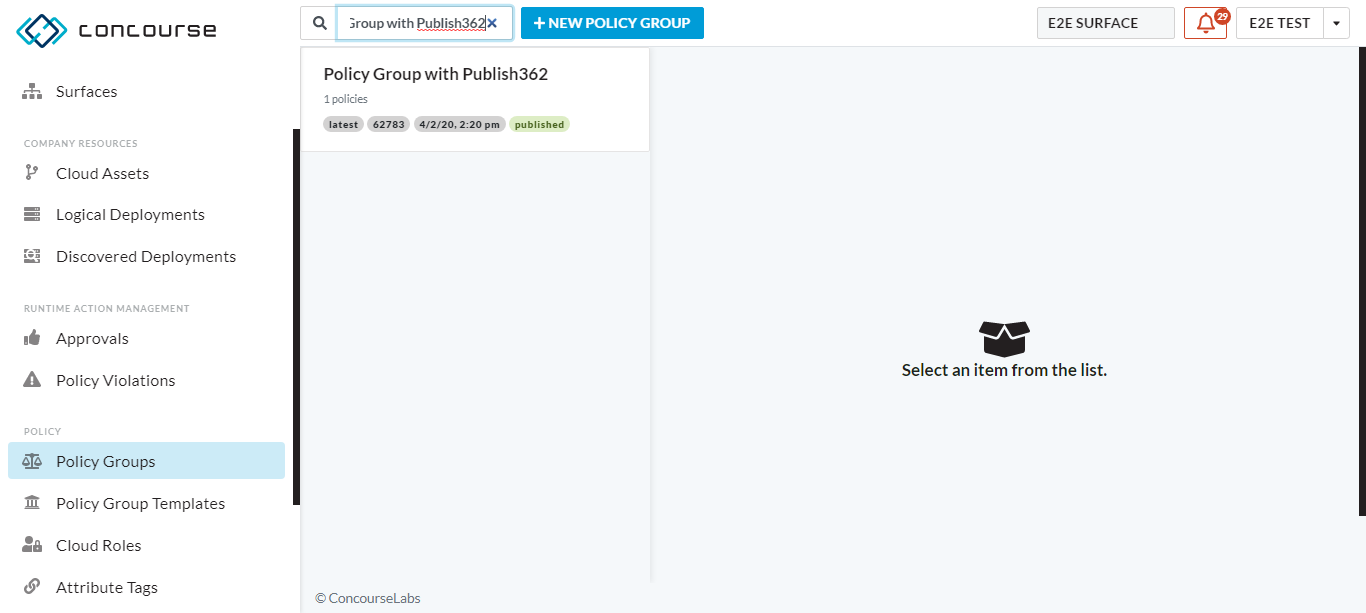 concourse
Group with Publish362
NEW POLICY GROUP
E2E SURFACE
29
E2E TEST
Surfaces
COMPANY RESOURCES
Cloud Assets
Logical Deployments
Discovered Deployments
RUNTIME ACTION MANAGEMENT
Approvals
Policy Violations
POLICY
Policy Groups
Policy Group Templates
Cloud Roles
Attribute Tags
Policy Group with Publish362
1 policies
latest 62783 4/2/20, 2:20 pm published
Select an item from the list.
© ConcourseLabs